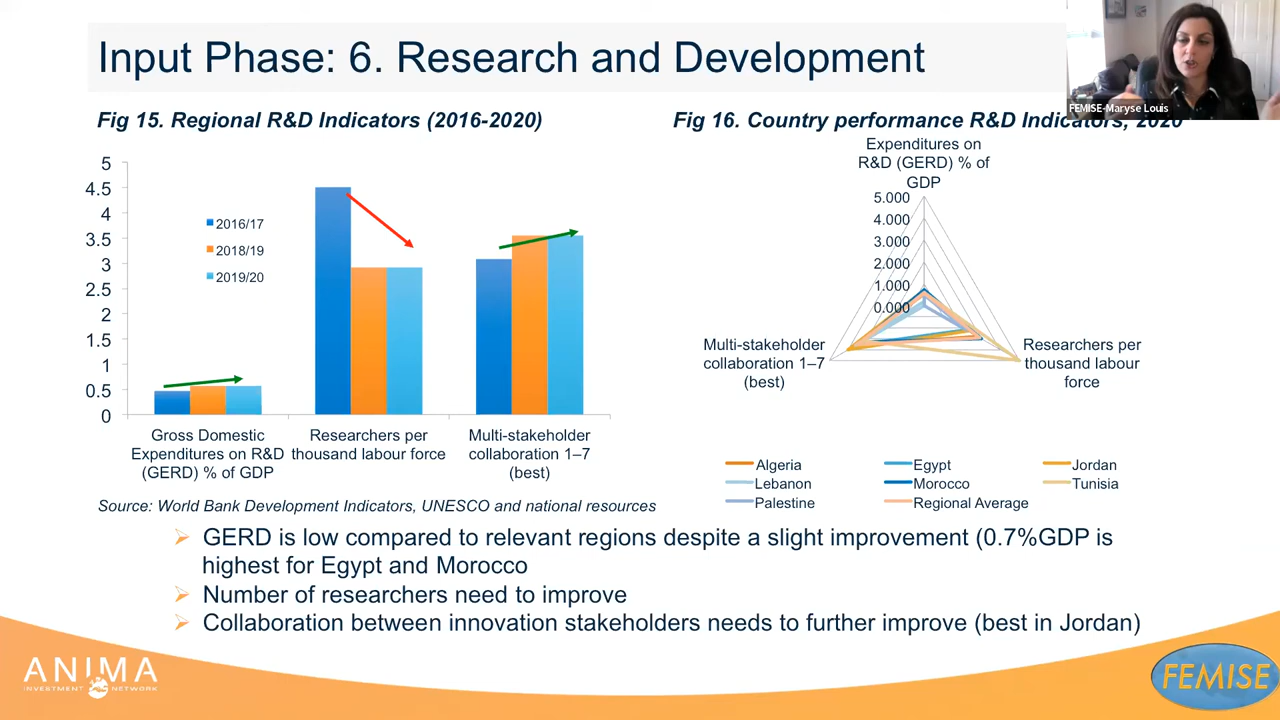 Input Phase: 6. Research and Development
FEMISE-Maryse Louis
Fig 15. Regional R&D Indicators (2016-2020)
5
4.5
4
3.5
3
2.5
2
1.5
1
0.5
0
2016/17
2018/19
2019/20
Gross Domestic
Expenditures on R&D
(GERD) % of GDP
Researchers per
thousand labour force
Multi-stakeholder
collaboration 1–7
(best)
Source: World Bank Development Indicators, UNESCO and national resources
Fig 16. Country performance R&D Indicators, 2020
Expenditures on
R&D (GERD) % of
GDP
5.000
4.000
3.000
2.000
1.000
0.000
Multi-stakeholder
collaboration 1–7
(best)
Researchers per
thousand labour
force
Algeria
Egypt
Jordan
Lebanon
Morocco
Tunisia
Palestine
Regional Average
GERD is low compared to relevant regions despite a slight improvement (0.7%GDP is
highest for Egypt and Morocco
Number of researchers need to improve
Collaboration between innovation stakeholders needs to further improve (best in Jordan)
ANIMA
INVESTMENT NETWORK
FEMISE